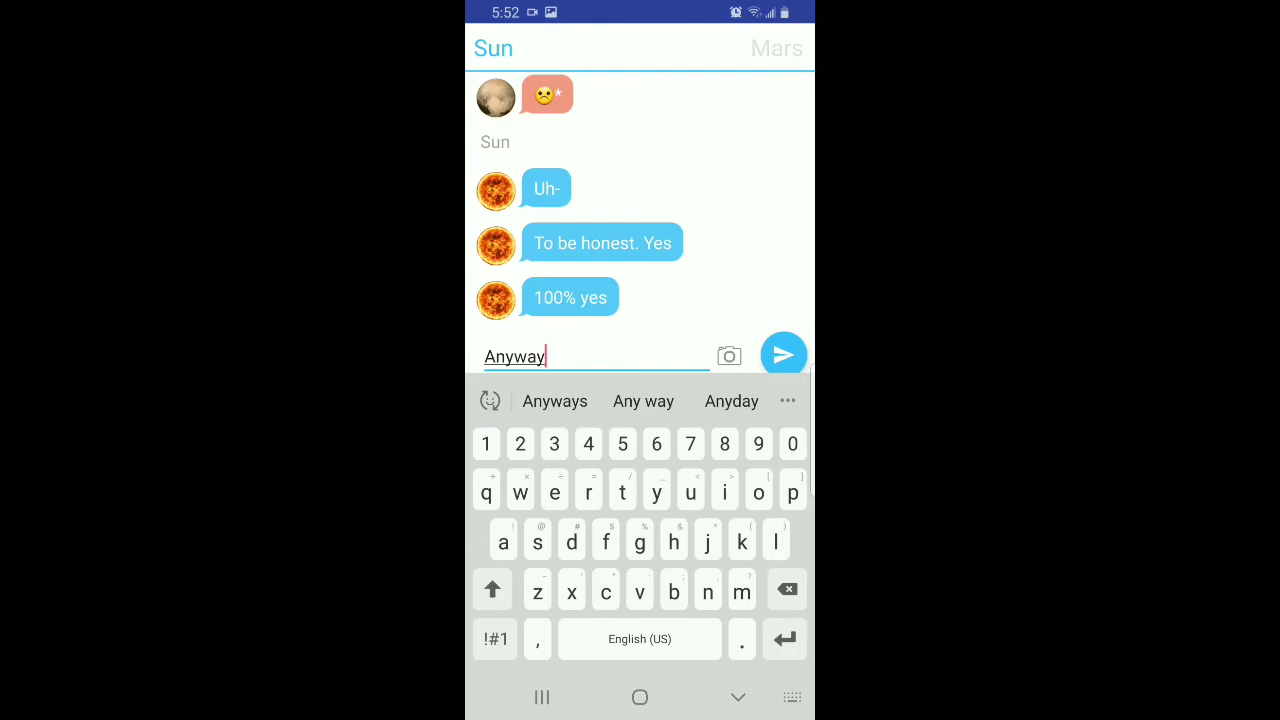 5:52
Sun Mars
☹️*
Sun
Uh-
To be honest. Yes
100% yes
Anyway
Anyways Any way Anyday ...
1 2 3 4 5 6 7 8 9 0
q w e r t y u i o p
a s d f g h j k l
z x c v b n m
!#1 , English (US) .